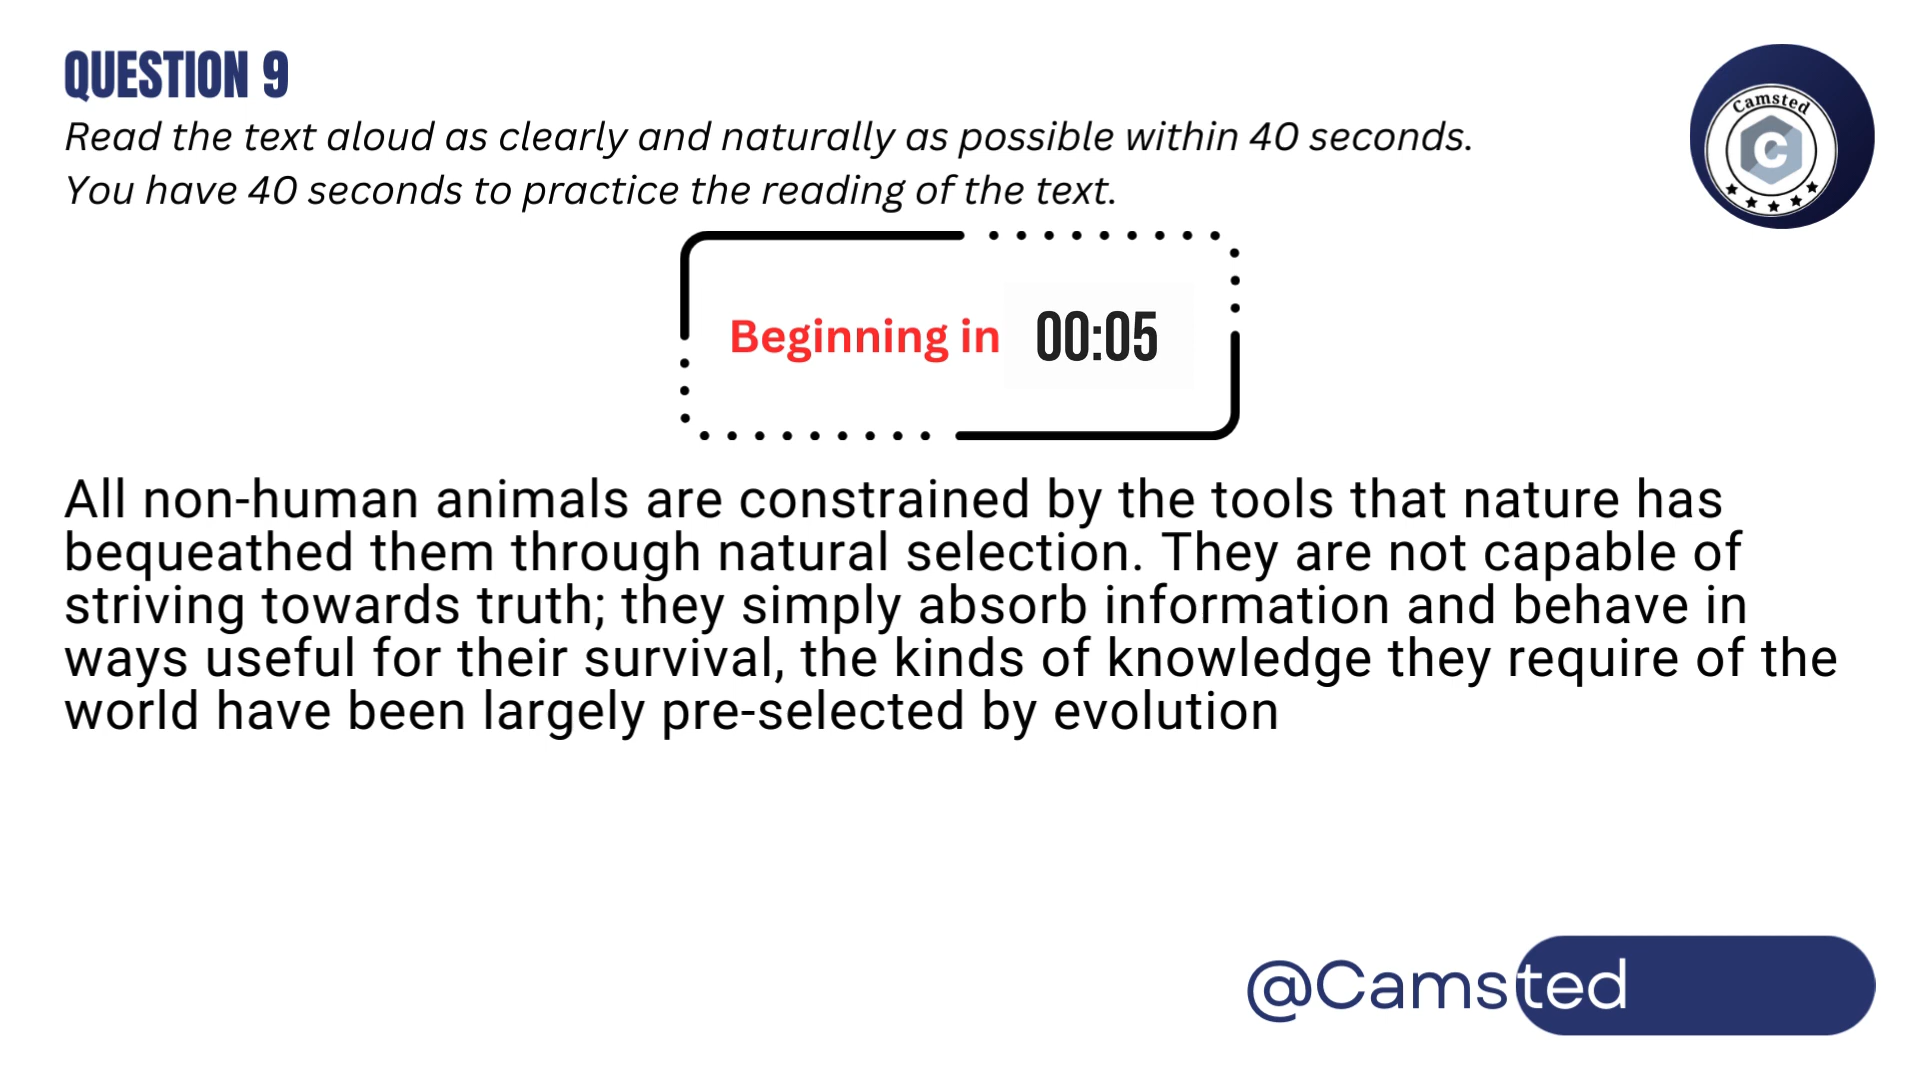 QUESTION 9
Read the text aloud as clearly and naturally as possible within 40 seconds.
You have 40 seconds to practice the reading of the text.
Camsted
C
Beginning in 00:05
All non-human animals are constrained by the tools that nature has
bequeathed them through natural selection. They are not capable of
striving towards truth; they simply absorb information and behave in
ways useful for their survival, the kinds of knowledge they require of the
world have been largely pre-selected by evolution
@Camsted